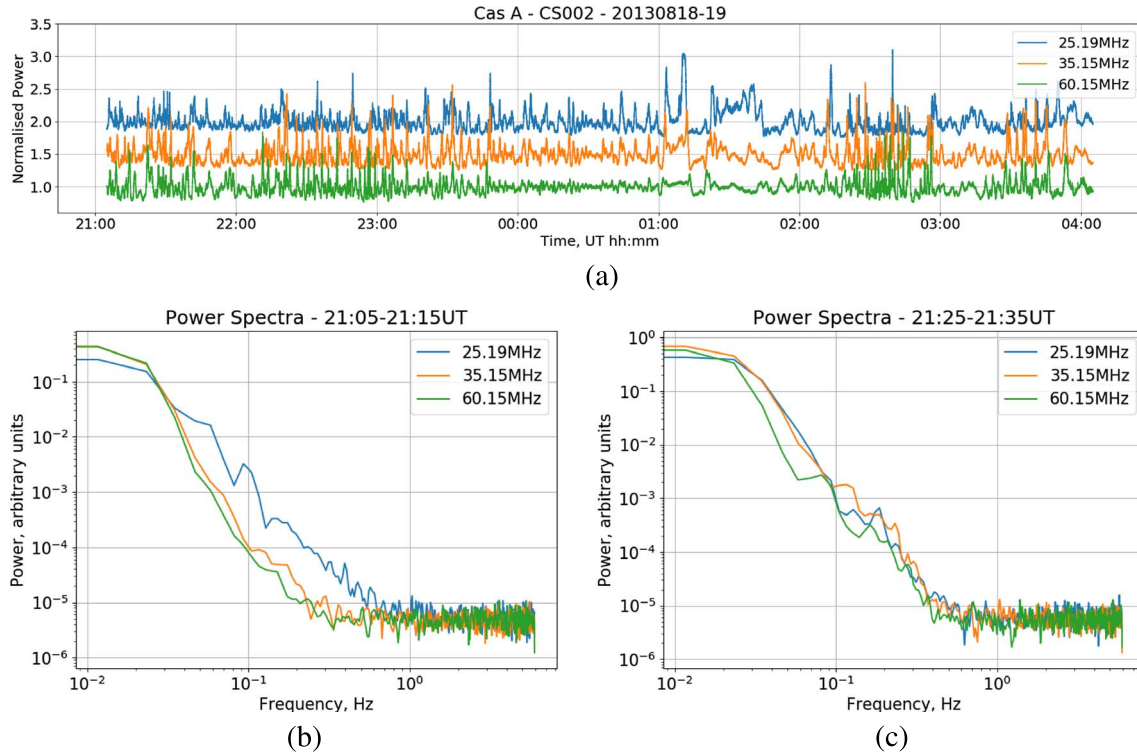 Cas A - CS002 - 20130818-19
Normalised Power
3.5
3.0
2.5
2.0
1.5
1.0
25.19MHz
35.15MHz
60.15MHz
21:00 22:00 23:00 00:00 01:00 02:00 03:00 04:00
Time, UT hh:mm
(a)
Power Spectra - 21:05-21:15UT
Power, arbitrary units
10⁻¹
10⁻²
10⁻³
10⁻⁴
10⁻⁵
10⁻⁶
25.19MHz
35.15MHz
60.15MHz
10⁻² 10⁻¹ 10⁰
Frequency, Hz
(b)
Power Spectra - 21:25-21:35UT
Power, arbitrary units
10⁰
10⁻¹
10⁻²
10⁻³
10⁻⁴
10⁻⁵
10⁻⁶
25.19MHz
35.15MHz
60.15MHz
10⁻² 10⁻¹ 10⁰
Frequency, Hz
(c)